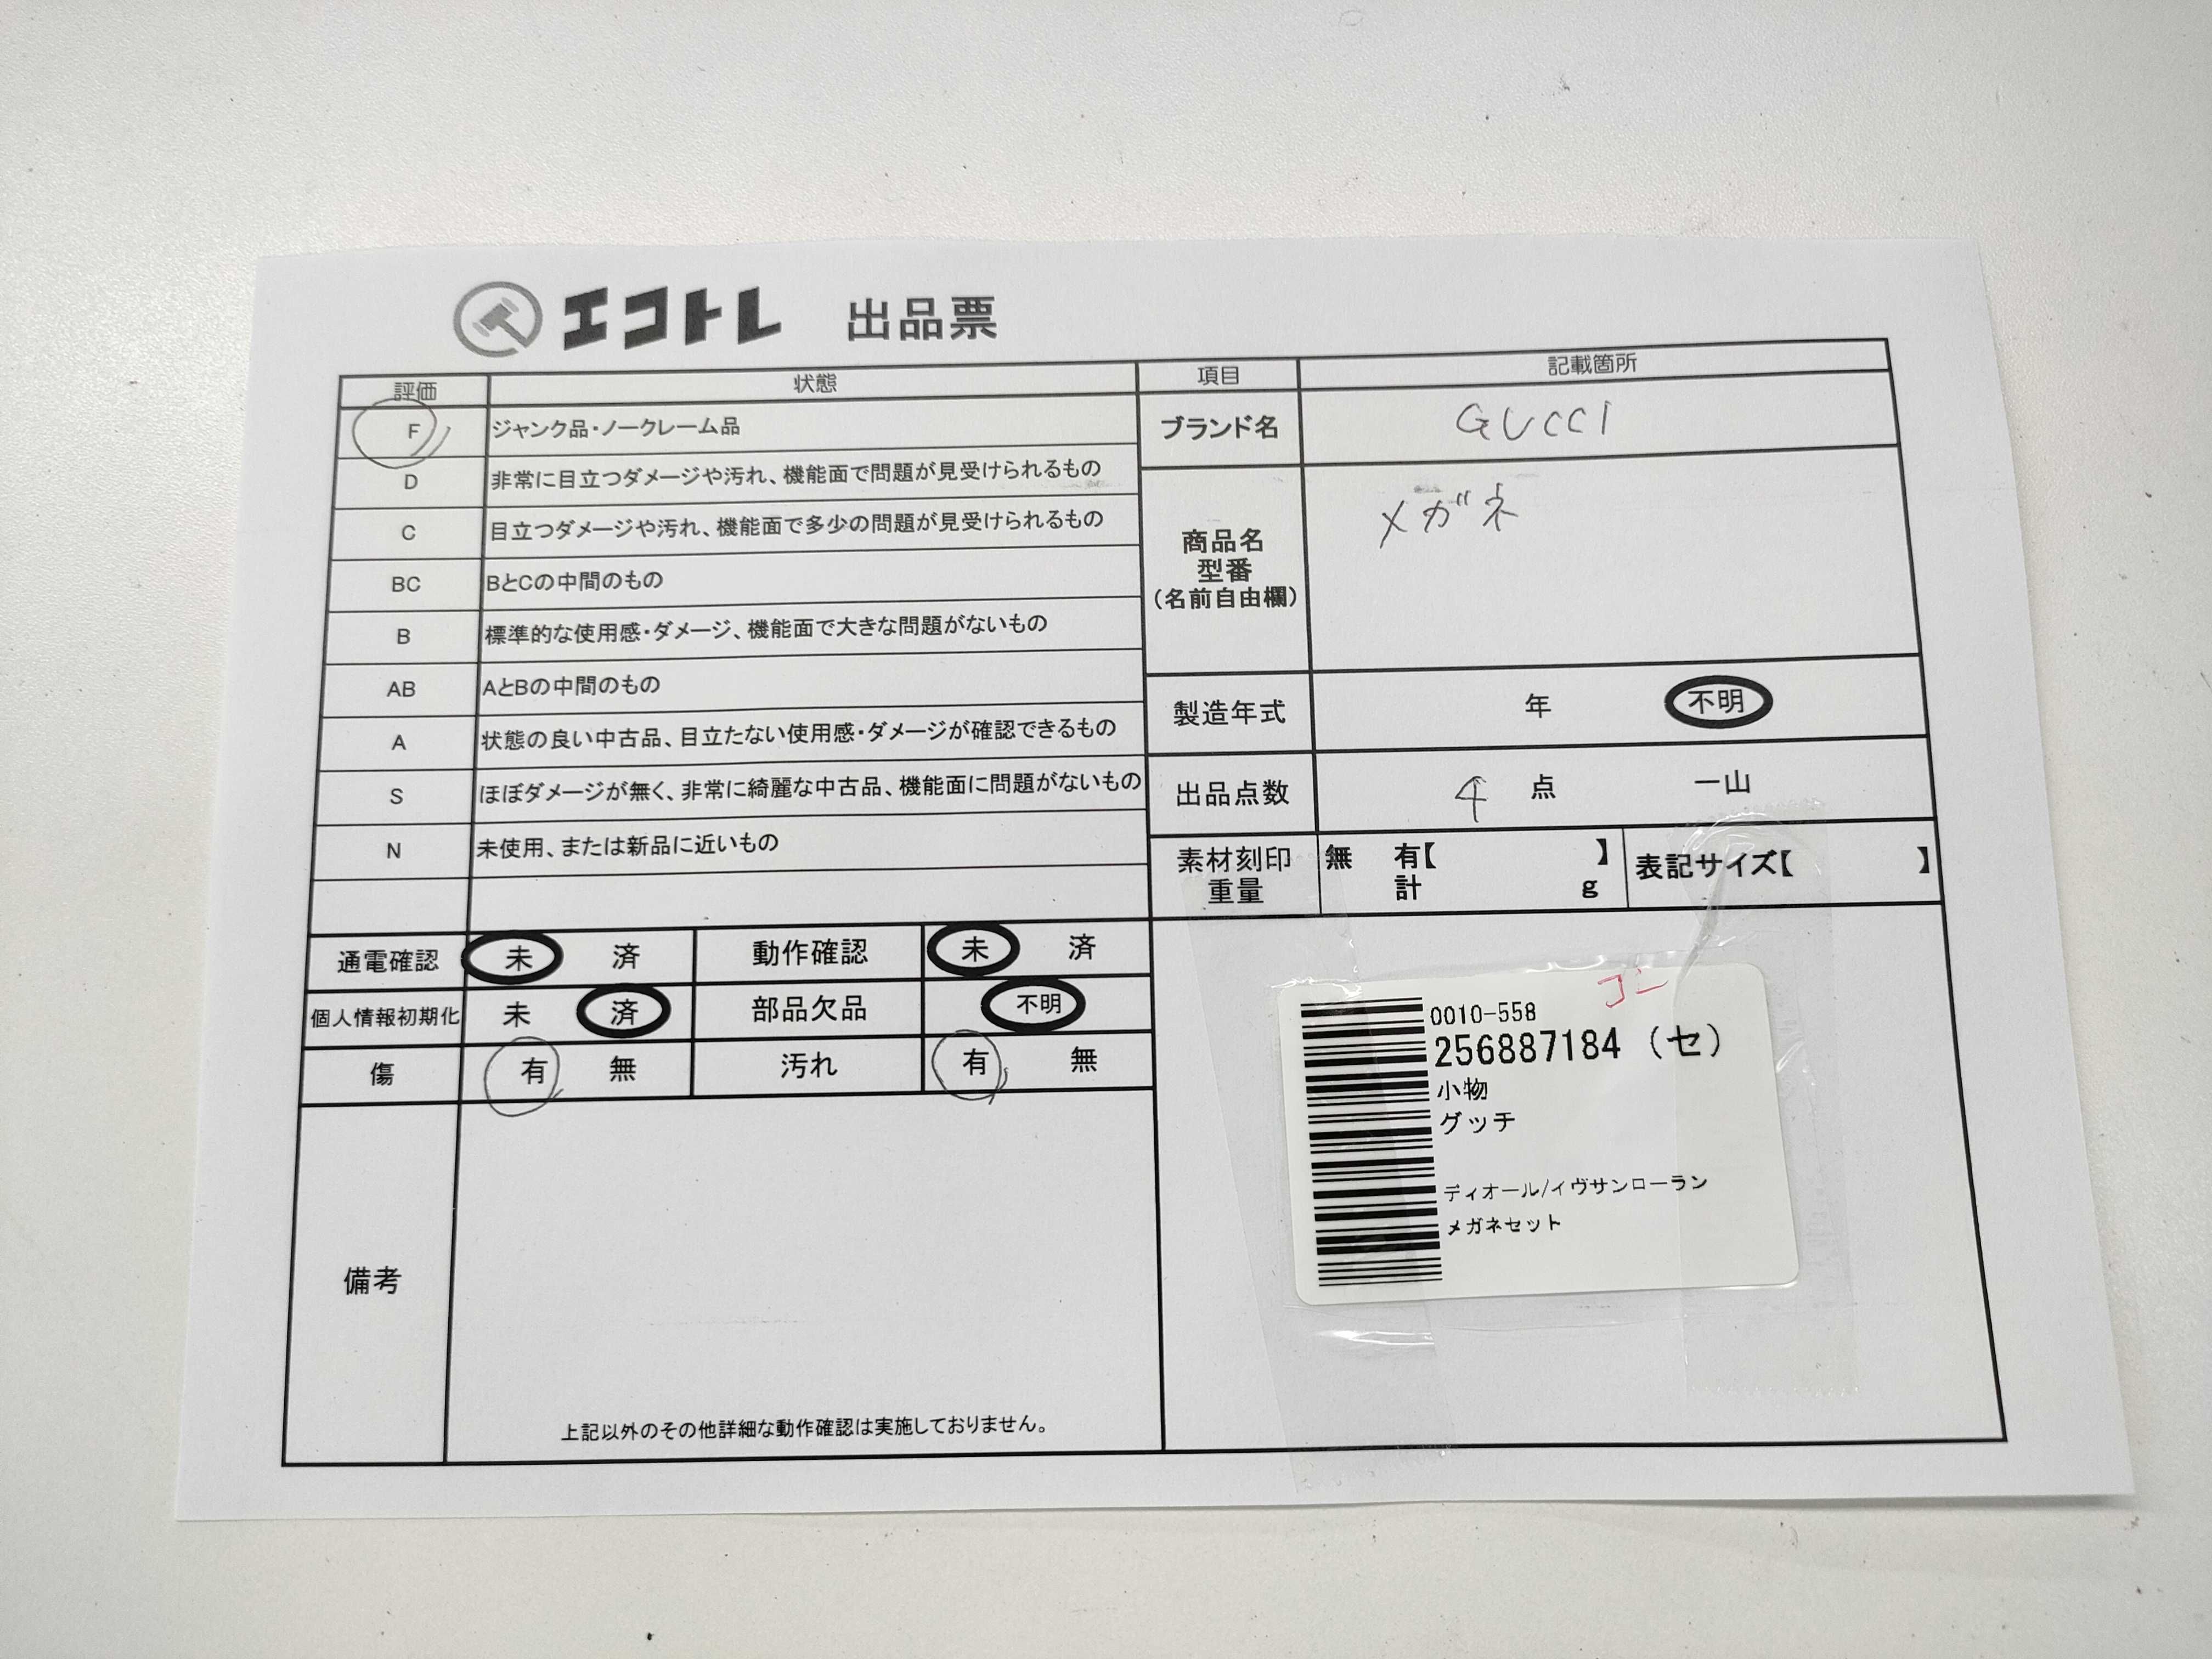 エコトレ 出品票
評価 状態
F ジャンク品・ノークレーム品
D 非常に目立つダメージや汚れ、機能面で問題が見受けられるもの
C 目立つダメージや汚れ、機能面で多少の問題が見受けられるもの
BC BとCの中間のもの
B 標準的な使用感・ダメージ、機能面で大きな問題がないもの
AB AとBの中間のもの
A 状態の良い中古品、目立たない使用感・ダメージが確認できるもの
S ほぼダメージが無く、非常に綺麗な中古品、機能面に問題がないもの
N 未使用、または新品に近いもの
通電確認 未 済 動作確認 未 済
個人情報初期化 未 済 部品欠品 不明
傷 有 無 汚れ 有 無
備考
上記以外のその他詳細な動作確認は実施しておりません。
項目 記載箇所
ブランド名 GUCCI
商品名
型番
(名前自由欄)
メガネ
製造年式 年 不明
出品点数 4 点 一山
素材刻印
重量
無 有【 】
計 g
表記サイズ【 】
0010-558
256887184 (セ)
小物
グッチ
ディオール/イヴサンローラン
メガネセット